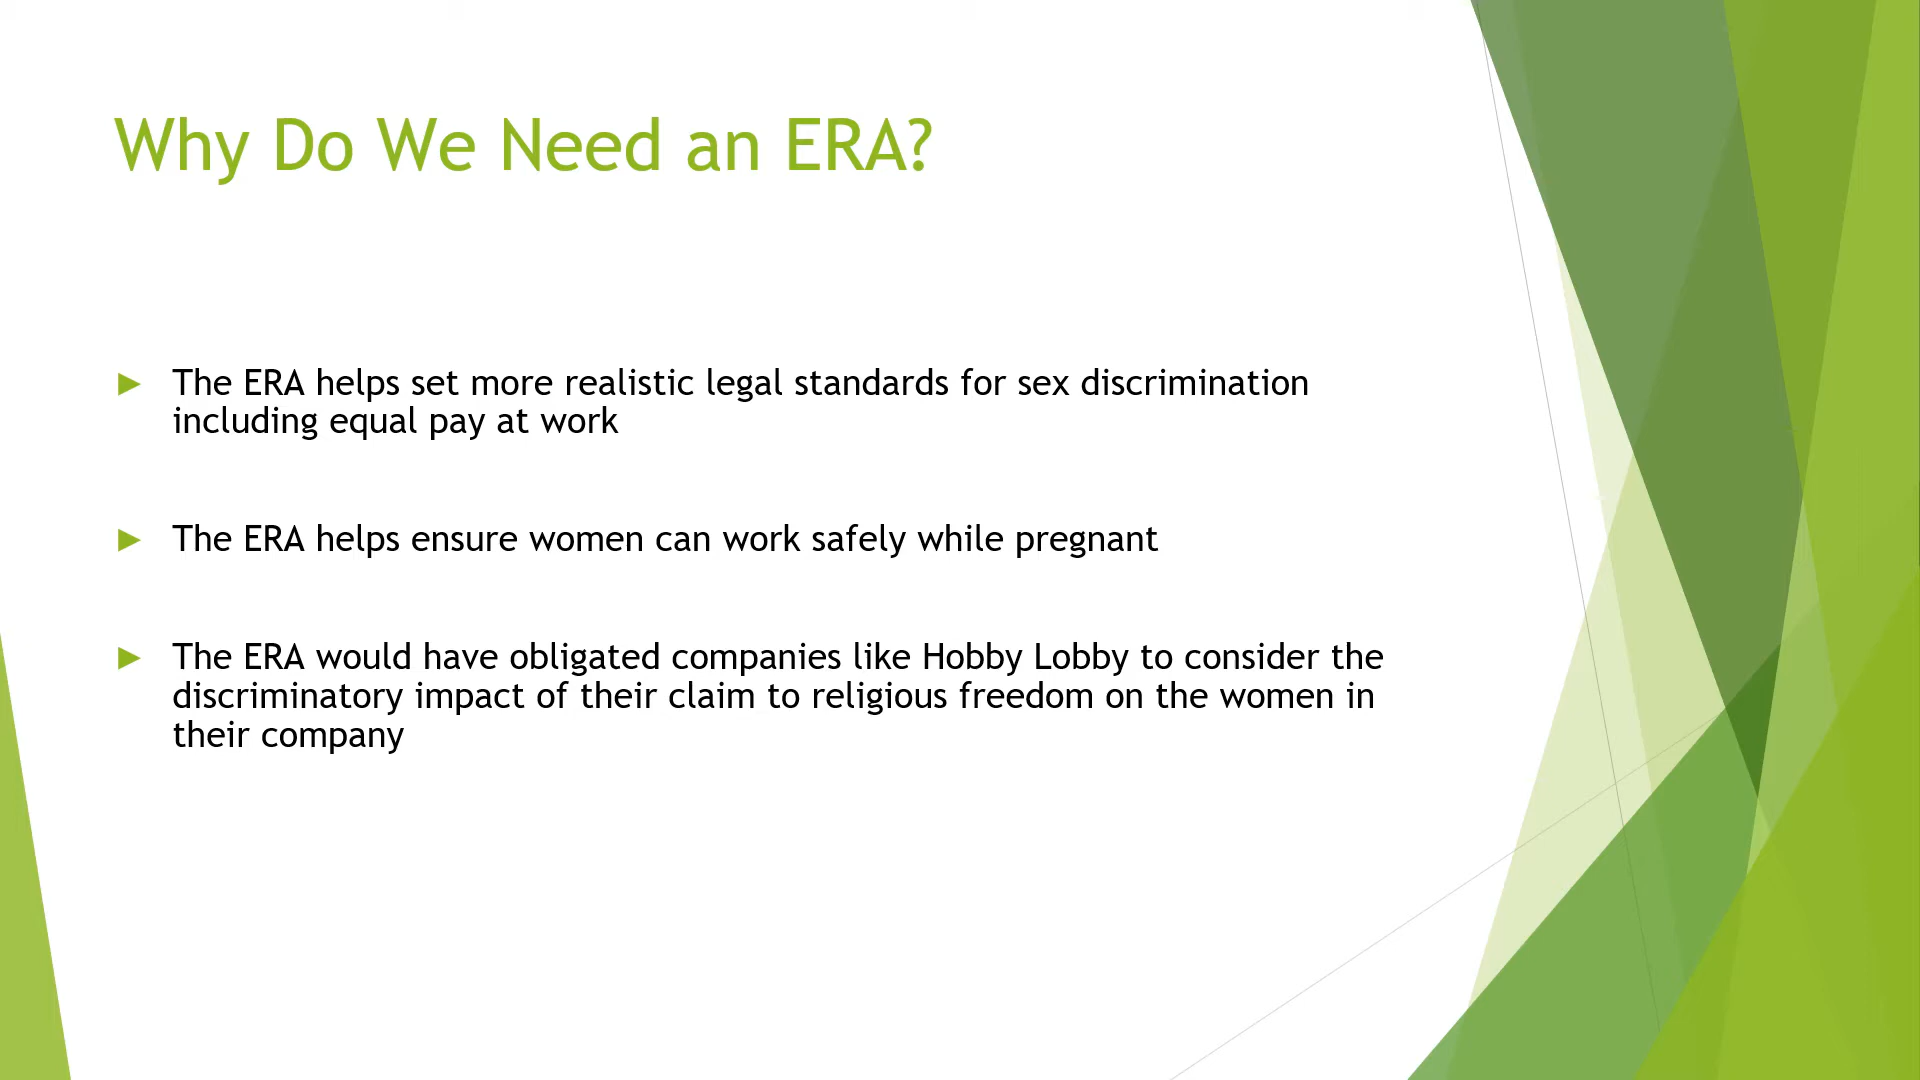 Why Do We Need an ERA?
The ERA helps set more realistic legal standards for sex discrimination
including equal pay at work
The ERA helps ensure women can work safely while pregnant
The ERA would have obligated companies like Hobby Lobby to consider the
discriminatory impact of their claim to religious freedom on the women in
their company